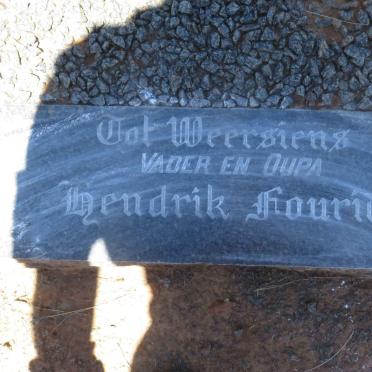 Tot Weersiens
VADER EN OUPA
Hendrik Fourie